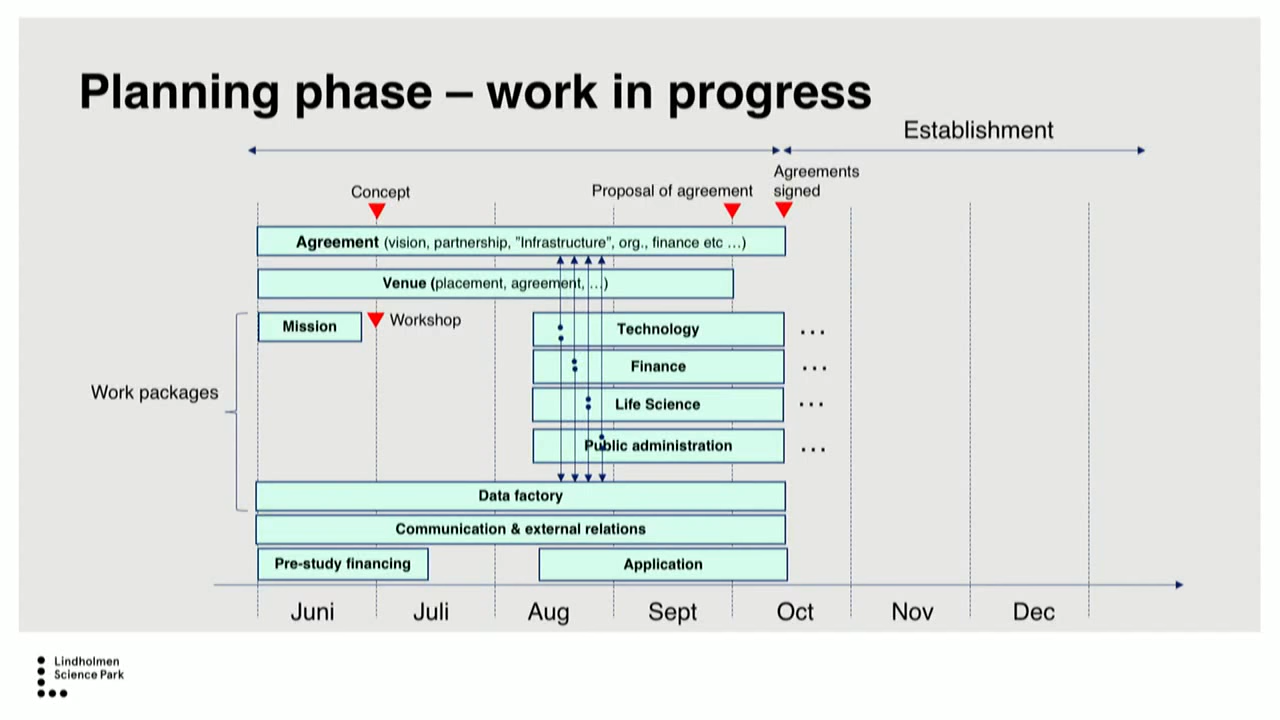 Planning phase – work in progress
Establishment
Concept
Proposal of agreement
Agreements
signed
Agreement (vision, partnership, "Infrastructure", org., finance etc …)
Venue (placement, agreement, …)
Mission
Workshop
Technology
...
Finance
...
Work packages
Life Science
...
Public administration
...
Data factory
Communication & external relations
Pre-study financing
Application
Juni
Juli
Aug
Sept
Oct
Nov
Dec
Lindholmen
Science Park